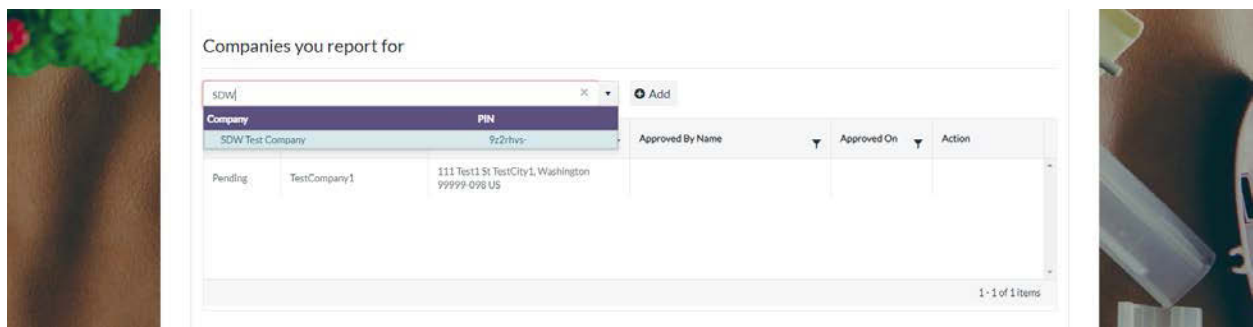 Companies you report for
SDW
Add
Company PIN
SDW Test Company 9z2rhvs-
Approved By Name Approved On Action
Pending TestCompany1 111 Test1 St TestCity1, Washington
99999-098 US
1 - 1 of 1 items